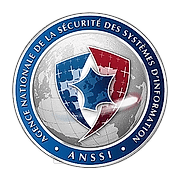 AGENCE NATIONALE DE LA SÉCURITÉ DES SYSTÈMES D'INFORMATION
• ANSSI •